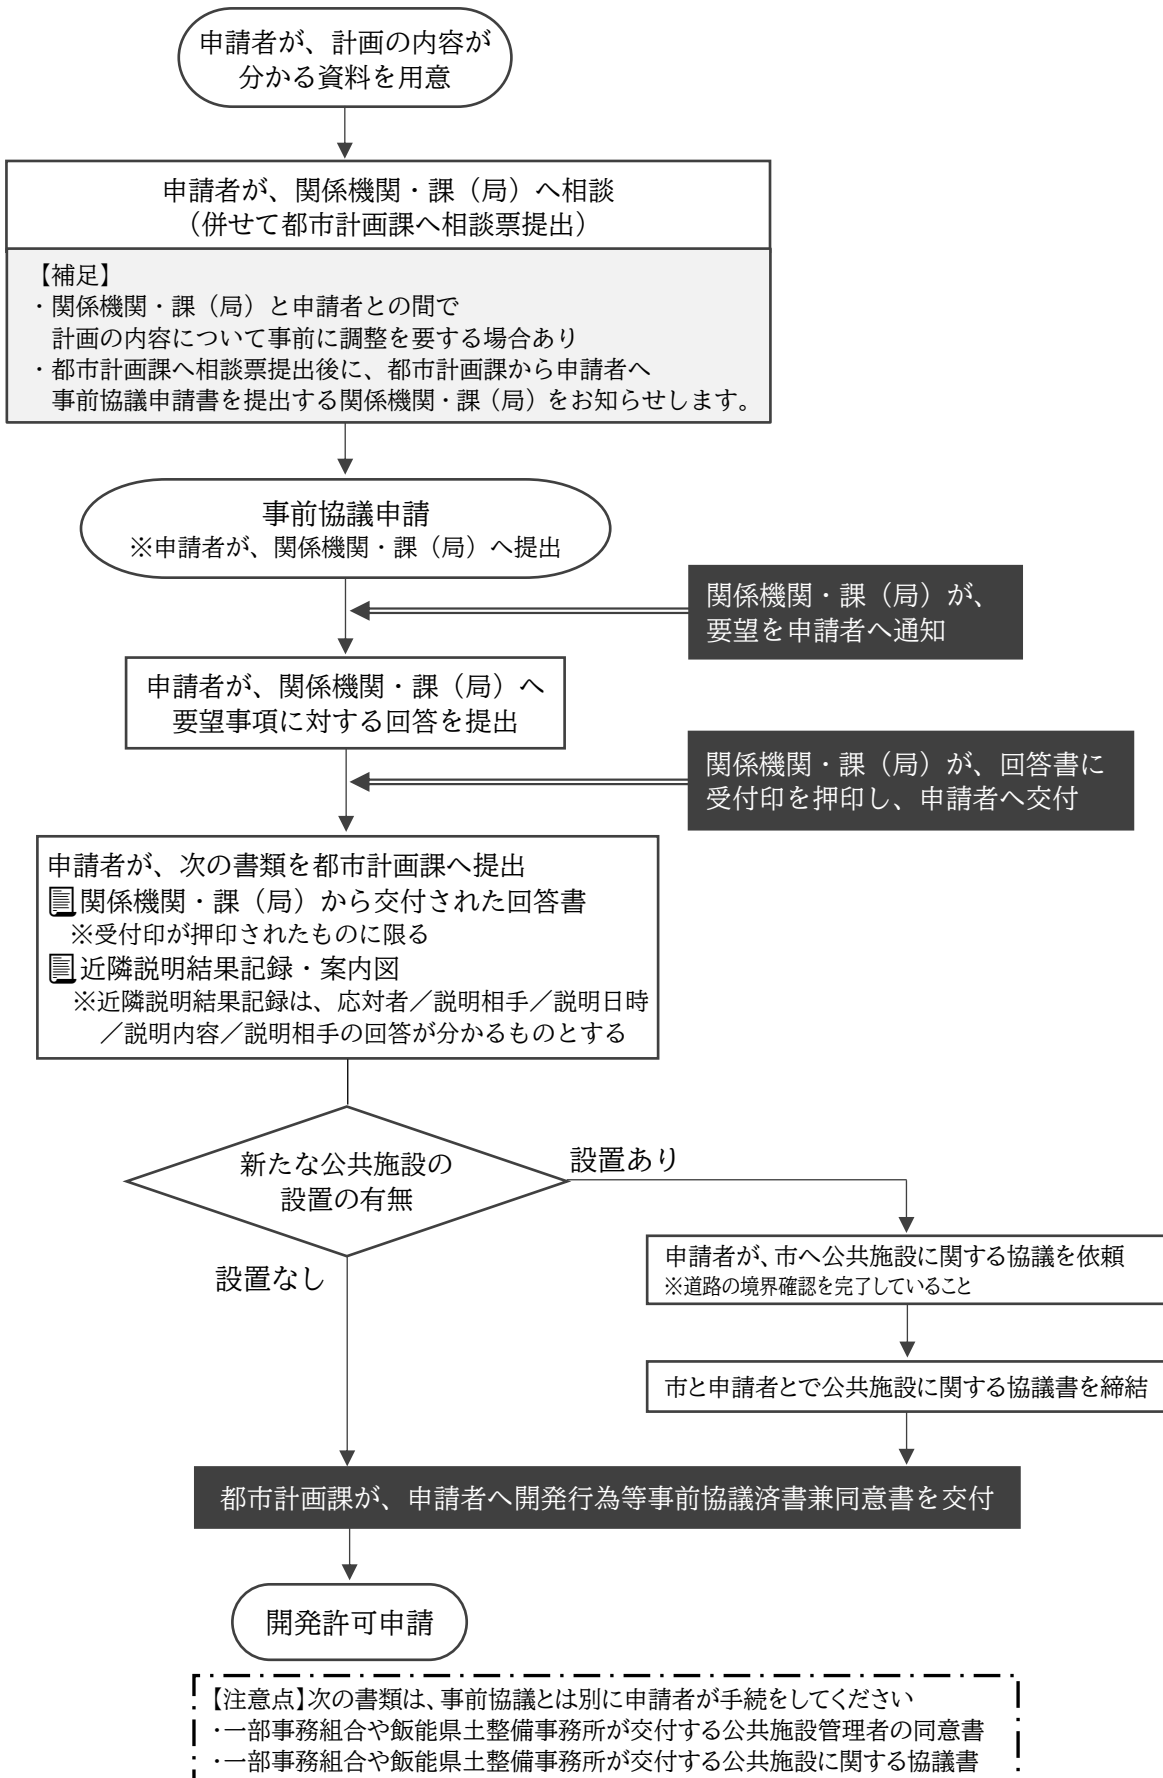 申請者が、計画の内容が
分かる資料を用意
申請者が、関係機関・課（局）へ相談
（併せて都市計画課へ相談票提出）
【補足】
・関係機関・課（局）と申請者との間で
計画の内容について事前に調整を要する場合あり
・都市計画課へ相談票提出後に、都市計画課から申請者へ
事前協議申請書を提出する関係機関・課（局）をお知らせします。
事前協議申請
※申請者が、関係機関・課（局）へ提出
関係機関・課（局）が、
要望を申請者へ通知
申請者が、関係機関・課（局）へ
要望事項に対する回答を提出
関係機関・課（局）が、回答書に
受付印を押印し、申請者へ交付
申請者が、次の書類を都市計画課へ提出
関係機関・課（局）から交付された回答書
※受付印が押印されたものに限る
近隣説明結果記録・案内図
※近隣説明結果記録は、応対者／説明相手／説明日時
／説明内容／説明相手の回答が分かるものとする
新たな公共施設の
設置の有無
設置あり
設置なし
申請者が、市へ公共施設に関する協議を依頼
※道路の境界確認を完了していること
市と申請者とで公共施設に関する協議書を締結
都市計画課が、申請者へ開発行為等事前協議済書兼同意書を交付
開発許可申請
【注意点】次の書類は、事前協議とは別に申請者が手続をしてください
・一部事務組合や飯能県土整備事務所が交付する公共施設管理者の同意書
・一部事務組合や飯能県土整備事務所が交付する公共施設に関する協議書